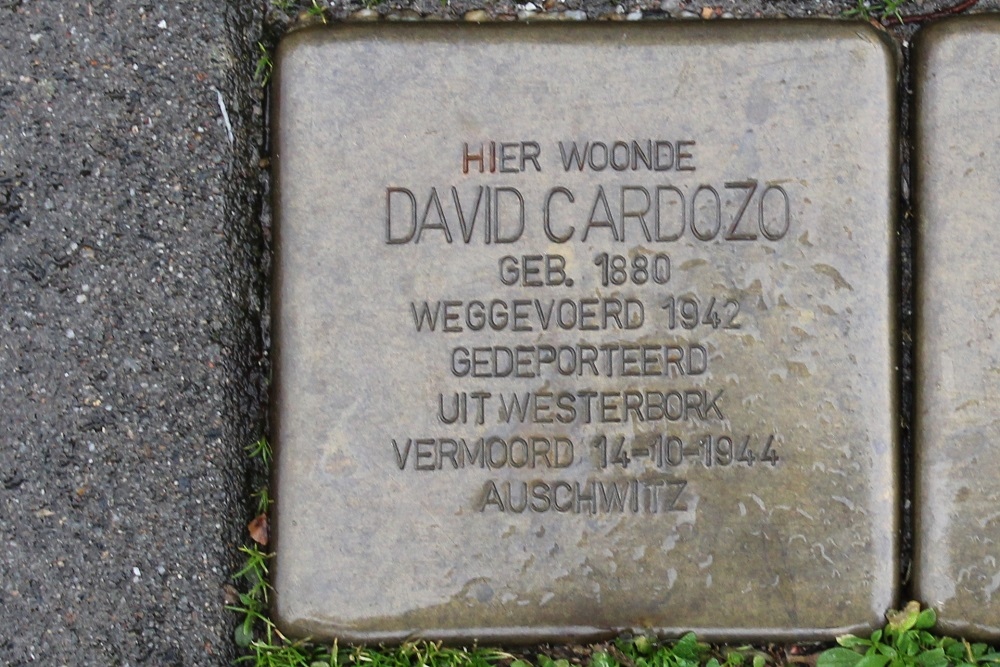 HIER WOONDE
DAVID CARDOZO
GEB. 1880
WEGGEVOERD 1942
GEDEPORTEERD
UIT WESTERBORK
VERMOORD 14-10-1944
AUSCHWITZ